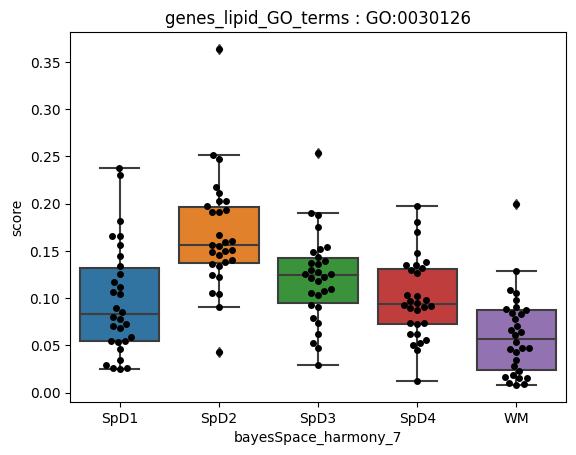 genes_lipid_GO_terms : GO:0030126
score
0.35
0.30
0.25
0.20
0.15
0.10
0.05
0.00
SpD1 SpD2 SpD3 SpD4 WM
bayesSpace_harmony_7